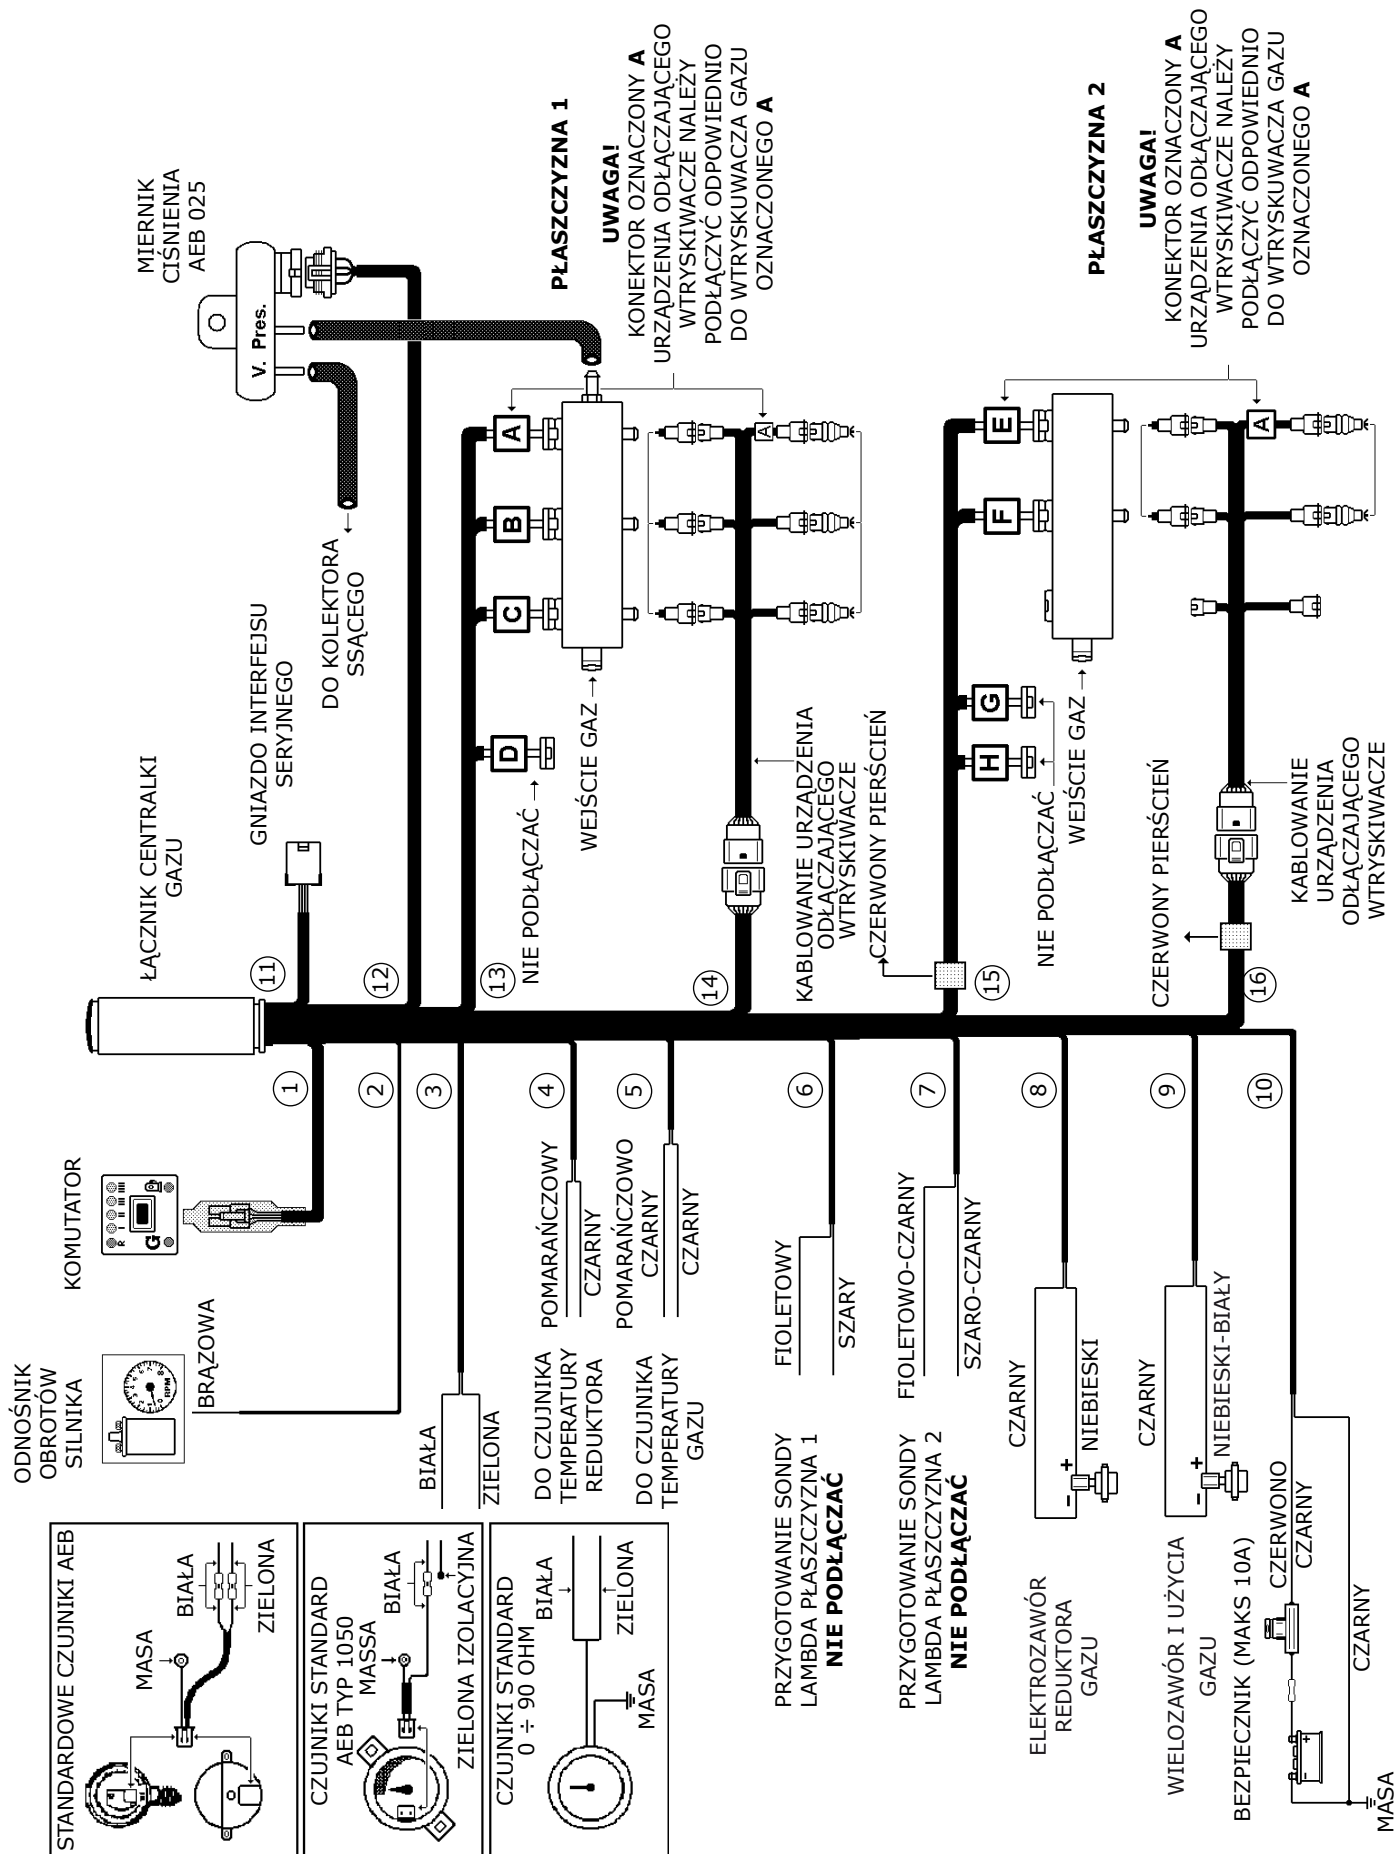 STANDARDOWE CZUJNIKI AEB
MASA
BIAŁA
ZIELONA
CZUJNIKI STANDARD
AEB TYP 1050
MASSA
BIAŁA
ZIELONA IZOLACYJNA
CZUJNIKI STANDARD
0 ÷ 90 OHM
BIAŁA
ZIELONA
MASA
ODNOŚNIK
OBROTÓW
SILNIKA
RPM
BRĄZOWA
KOMUTATOR
R I II III IIII
G
ŁĄCZNIK CENTRALKI
GAZU
GNIAZDO INTERFEJSU
SERYJNEGO
DO KOLEKTORA
SSĄCEGO
MIERNIK
CIŚNIENIA
AEB 025
V. Pres.
1
2
3
4
5
6
7
8
9
10
11
12
13
14
15
16
BIAŁA
ZIELONA
DO CZUJNIKA
TEMPERATURY
REDUKTORA
POMARAŃCZOWY
CZARNY
DO CZUJNIKA
TEMPERATURY
GAZU
POMARAŃCZOWO
CZARNY
CZARNY
PRZYGOTOWANIE SONDY
LAMBDA PŁASZCZYZNA 1
NIE PODŁĄCZAĆ
FIOLETOWY
SZARY
PRZYGOTOWANIE SONDY
LAMBDA PŁASZCZYZNA 2
NIE PODŁĄCZAĆ
FIOLETOWO-CZARNY
SZARO-CZARNY
ELEKTROZAWÓR
REDUKTORA
GAZU
CZARNY
NIEBIESKI
- +
WIELOZAWÓR I UŻYCIA
GAZU
CZARNY
NIEBIESKI-BIAŁY
- +
BEZPIECZNIK (MAKS 10A)
CZERWONO
CZARNY
CZARNY
MASA
D
C
B
A
NIE PODŁĄCZAĆ
WEJŚCIE GAZ
A
KABLOWANIE URZĄDZENIA
ODŁĄCZAJĄCEGO
WTRYSKIWACZE
PŁASZCZYZNA 1
UWAGA!
KONEKTOR OZNACZONY A
URZĄDZENIA ODŁĄCZAJĄCEGO
WTRYSKIWACZE NALEŻY
PODŁĄCZYĆ ODPOWIEDNIO
DO WTRYSKUWACZA GAZU
OZNACZONEGO A
CZERWONY PIERŚCIEŃ
H
G
F
E
NIE PODŁĄCZAĆ
WEJŚCIE GAZ
A
CZERWONY PIERŚCIEŃ
KABLOWANIE
URZĄDZENIA
ODŁĄCZAJĄCEGO
WTRYSKIWACZE
PŁASZCZYZNA 2
UWAGA!
KONEKTOR OZNACZONY A
URZĄDZENIA ODŁĄCZAJĄCEGO
WTRYSKIWACZE NALEŻY
PODŁĄCZYĆ ODPOWIEDNIO
DO WTRYSKUWACZA GAZU
OZNACZONEGO A